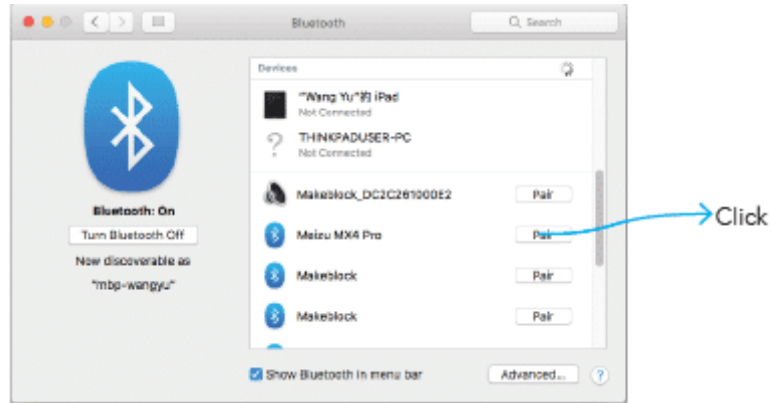 Bluetooth
Search
Devices
"Wang Yu"的 iPad
Not Connected
THINKPADUSER-PC
Not Connected
Makeblock_DC2C261000E2
Pair
Meizu MX4 Pro
Pair
Makeblock
Pair
Makeblock
Pair
Bluetooth: On
Turn Bluetooth Off
Now discoverable as
"mbp-wangyu"
Show Bluetooth in menu bar
Advanced...
?
Click